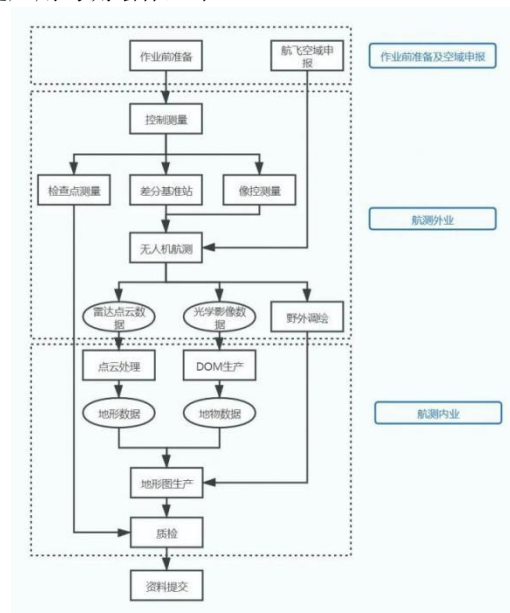 作业前准备
航飞空域申
报
作业前准备及空域申报
控制测量
检查点测量
差分基准站
像控测量
航测外业
无人机航测
雷达点云数
据
光学影像数
据
野外调绘
点云处理
DOM生产
地形数据
地物数据
航测内业
地形图生产
质检
资料提交